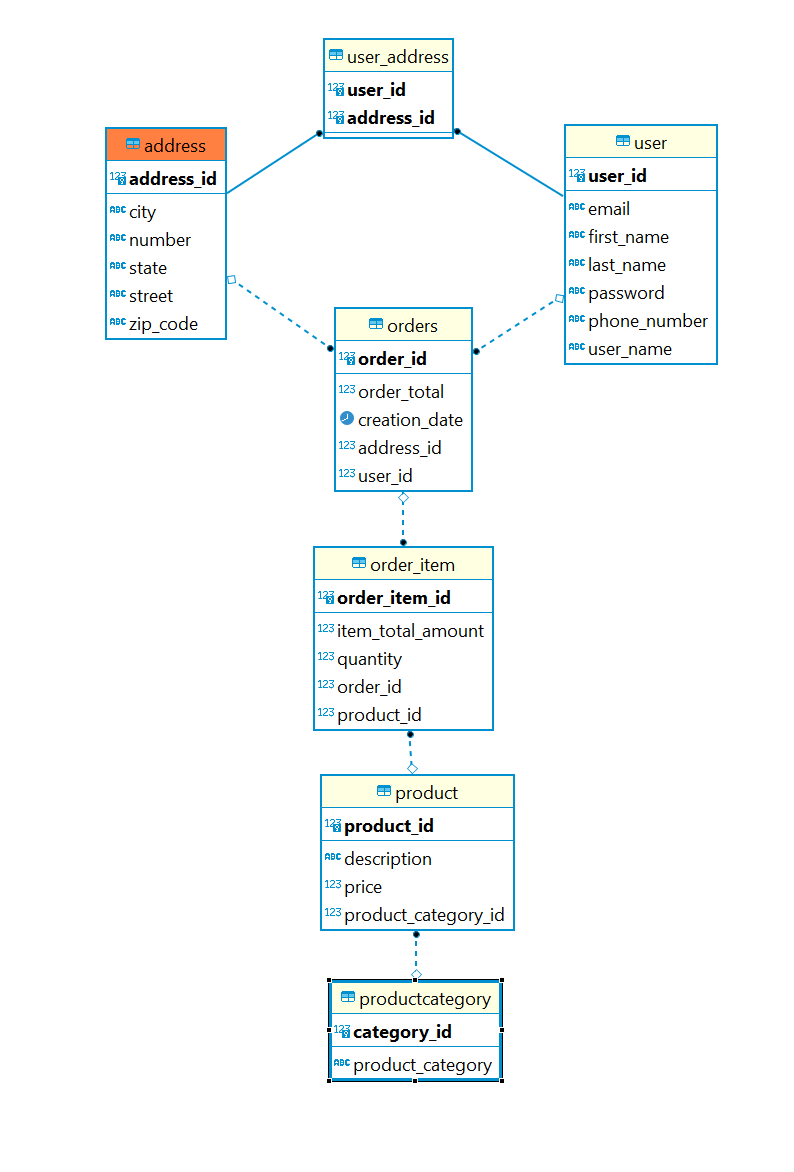 user_address
123 user_id
123 address_id
address
123 address_id
ABC city
ABC number
ABC state
ABC street
ABC zip_code
user
123 user_id
ABC email
ABC first_name
ABC last_name
ABC password
ABC phone_number
ABC user_name
orders
123 order_id
123 order_total
creation_date
123 address_id
123 user_id
order_item
123 order_item_id
123 item_total_amount
123 quantity
123 order_id
123 product_id
product
123 product_id
ABC description
123 price
123 product_category_id
productcategory
123 category_id
ABC product_category